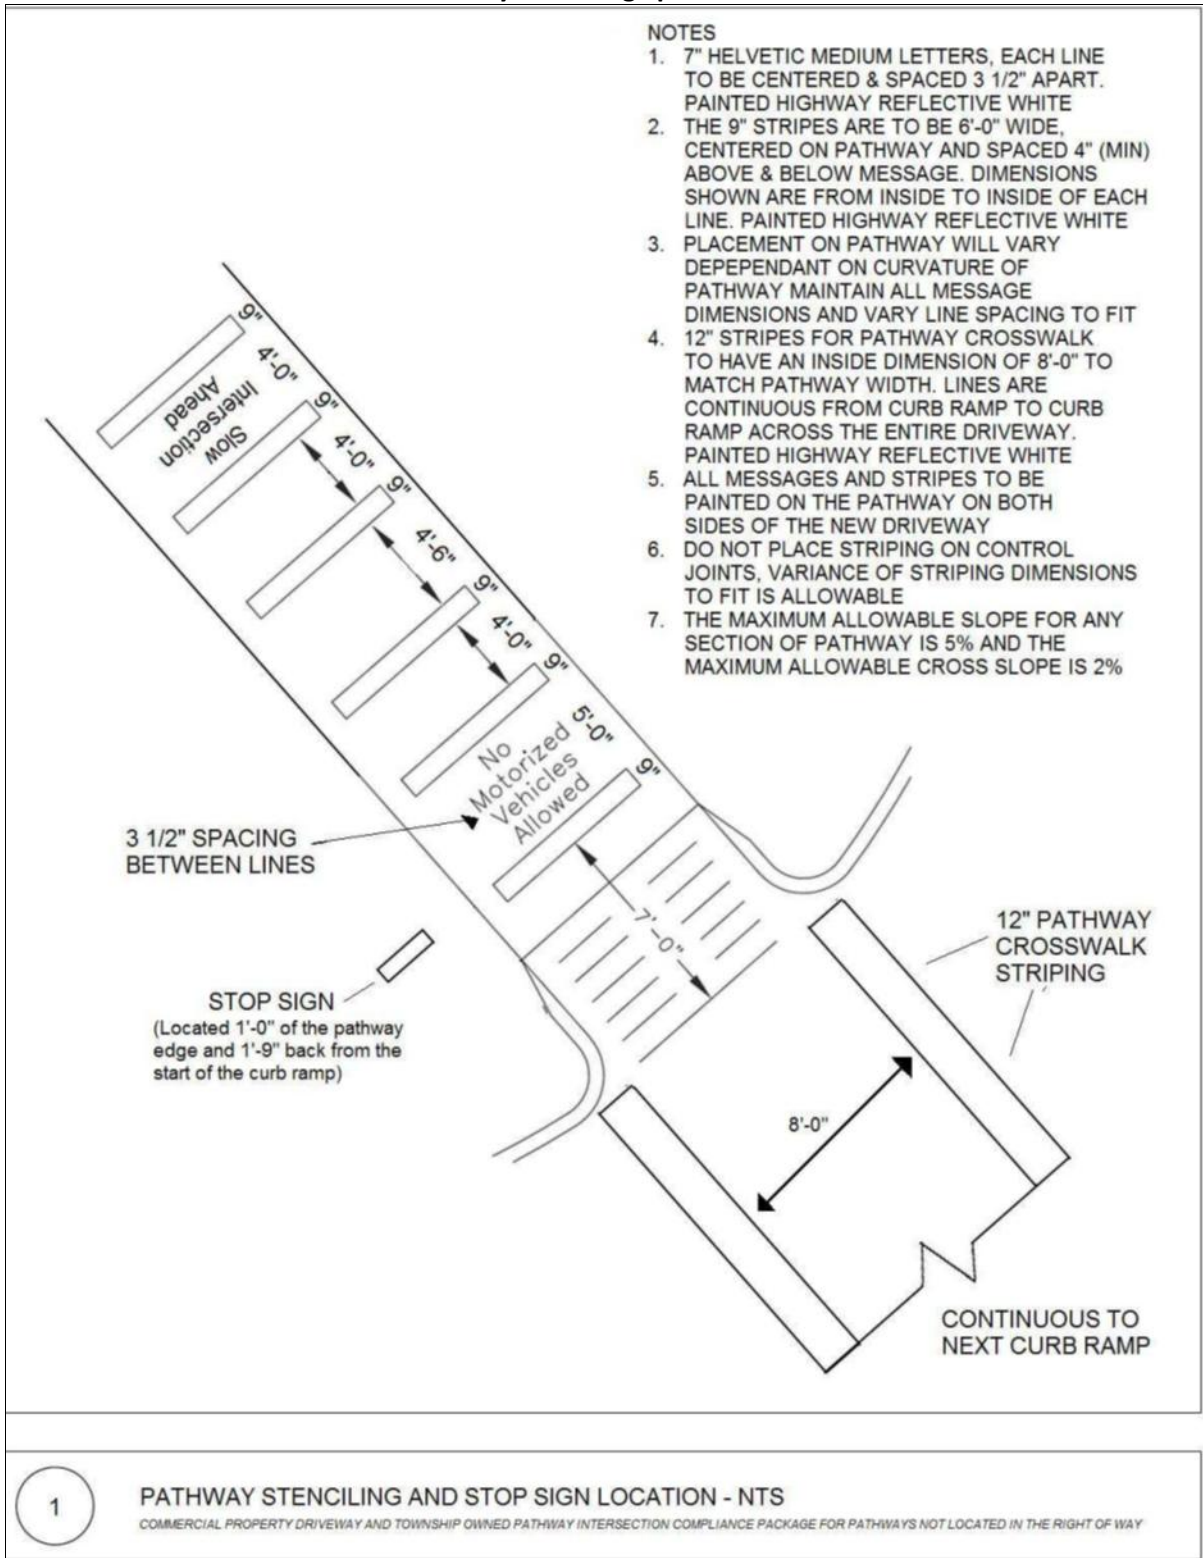 NOTES
1. 7" HELVETIC MEDIUM LETTERS, EACH LINE
TO BE CENTERED & SPACED 3 1/2" APART.
PAINTED HIGHWAY REFLECTIVE WHITE
2. THE 9" STRIPES ARE TO BE 6'-0" WIDE,
CENTERED ON PATHWAY AND SPACED 4" (MIN)
ABOVE & BELOW MESSAGE. DIMENSIONS
SHOWN ARE FROM INSIDE TO INSIDE OF EACH
LINE. PAINTED HIGHWAY REFLECTIVE WHITE
3. PLACEMENT ON PATHWAY WILL VARY
DEPEPENDANT ON CURVATURE OF
PATHWAY MAINTAIN ALL MESSAGE
DIMENSIONS AND VARY LINE SPACING TO FIT
4. 12" STRIPES FOR PATHWAY CROSSWALK
TO HAVE AN INSIDE DIMENSION OF 8'-0" TO
MATCH PATHWAY WIDTH. LINES ARE
CONTINUOUS FROM CURB RAMP TO CURB
RAMP ACROSS THE ENTIRE DRIVEWAY.
PAINTED HIGHWAY REFLECTIVE WHITE
5. ALL MESSAGES AND STRIPES TO BE
PAINTED ON THE PATHWAY ON BOTH
SIDES OF THE NEW DRIVEWAY
6. DO NOT PLACE STRIPING ON CONTROL
JOINTS, VARIANCE OF STRIPING DIMENSIONS
TO FIT IS ALLOWABLE
7. THE MAXIMUM ALLOWABLE SLOPE FOR ANY
SECTION OF PATHWAY IS 5% AND THE
MAXIMUM ALLOWABLE CROSS SLOPE IS 2%
9"
4'-0"
Slow
Intersection
Ahead
9"
4'-0"
9"
4'-6"
9"
4'-0"
9"
5'-0"
No
Motorized
Vehicles
Allowed
9"
7'-0"
3 1/2" SPACING
BETWEEN LINES
STOP SIGN
(Located 1'-0" of the pathway
edge and 1'-9" back from the
start of the curb ramp)
12" PATHWAY
CROSSWALK
STRIPING
8'-0"
CONTINUOUS TO
NEXT CURB RAMP
1
PATHWAY STENCILING AND STOP SIGN LOCATION - NTS
COMMERCIAL PROPERTY DRIVEWAY AND TOWNSHIP OWNED PATHWAY INTERSECTION COMPLIANCE PACKAGE FOR PATHWAYS NOT LOCATED IN THE RIGHT OF WAY